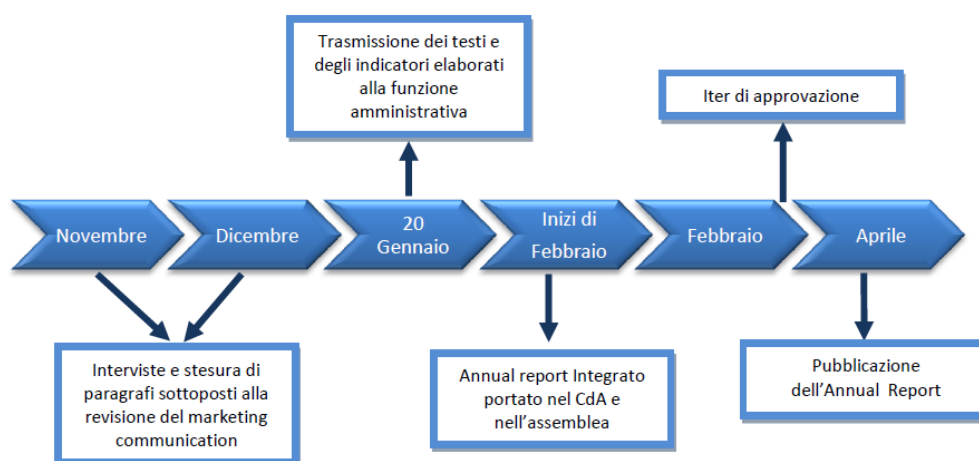 Trasmissione dei testi e
degli indicatori elaborati
alla funzione
amministrativa
Iter di approvazione
Novembre
Dicembre
20
Gennaio
Inizi di
Febbraio
Febbraio
Aprile
Interviste e stesura di
paragrafi sottoposti alla
revisione del marketing
communication
Annual report Integrato
portato nel CdA e
nell’assemblea
Pubblicazione
dell’Annual Report